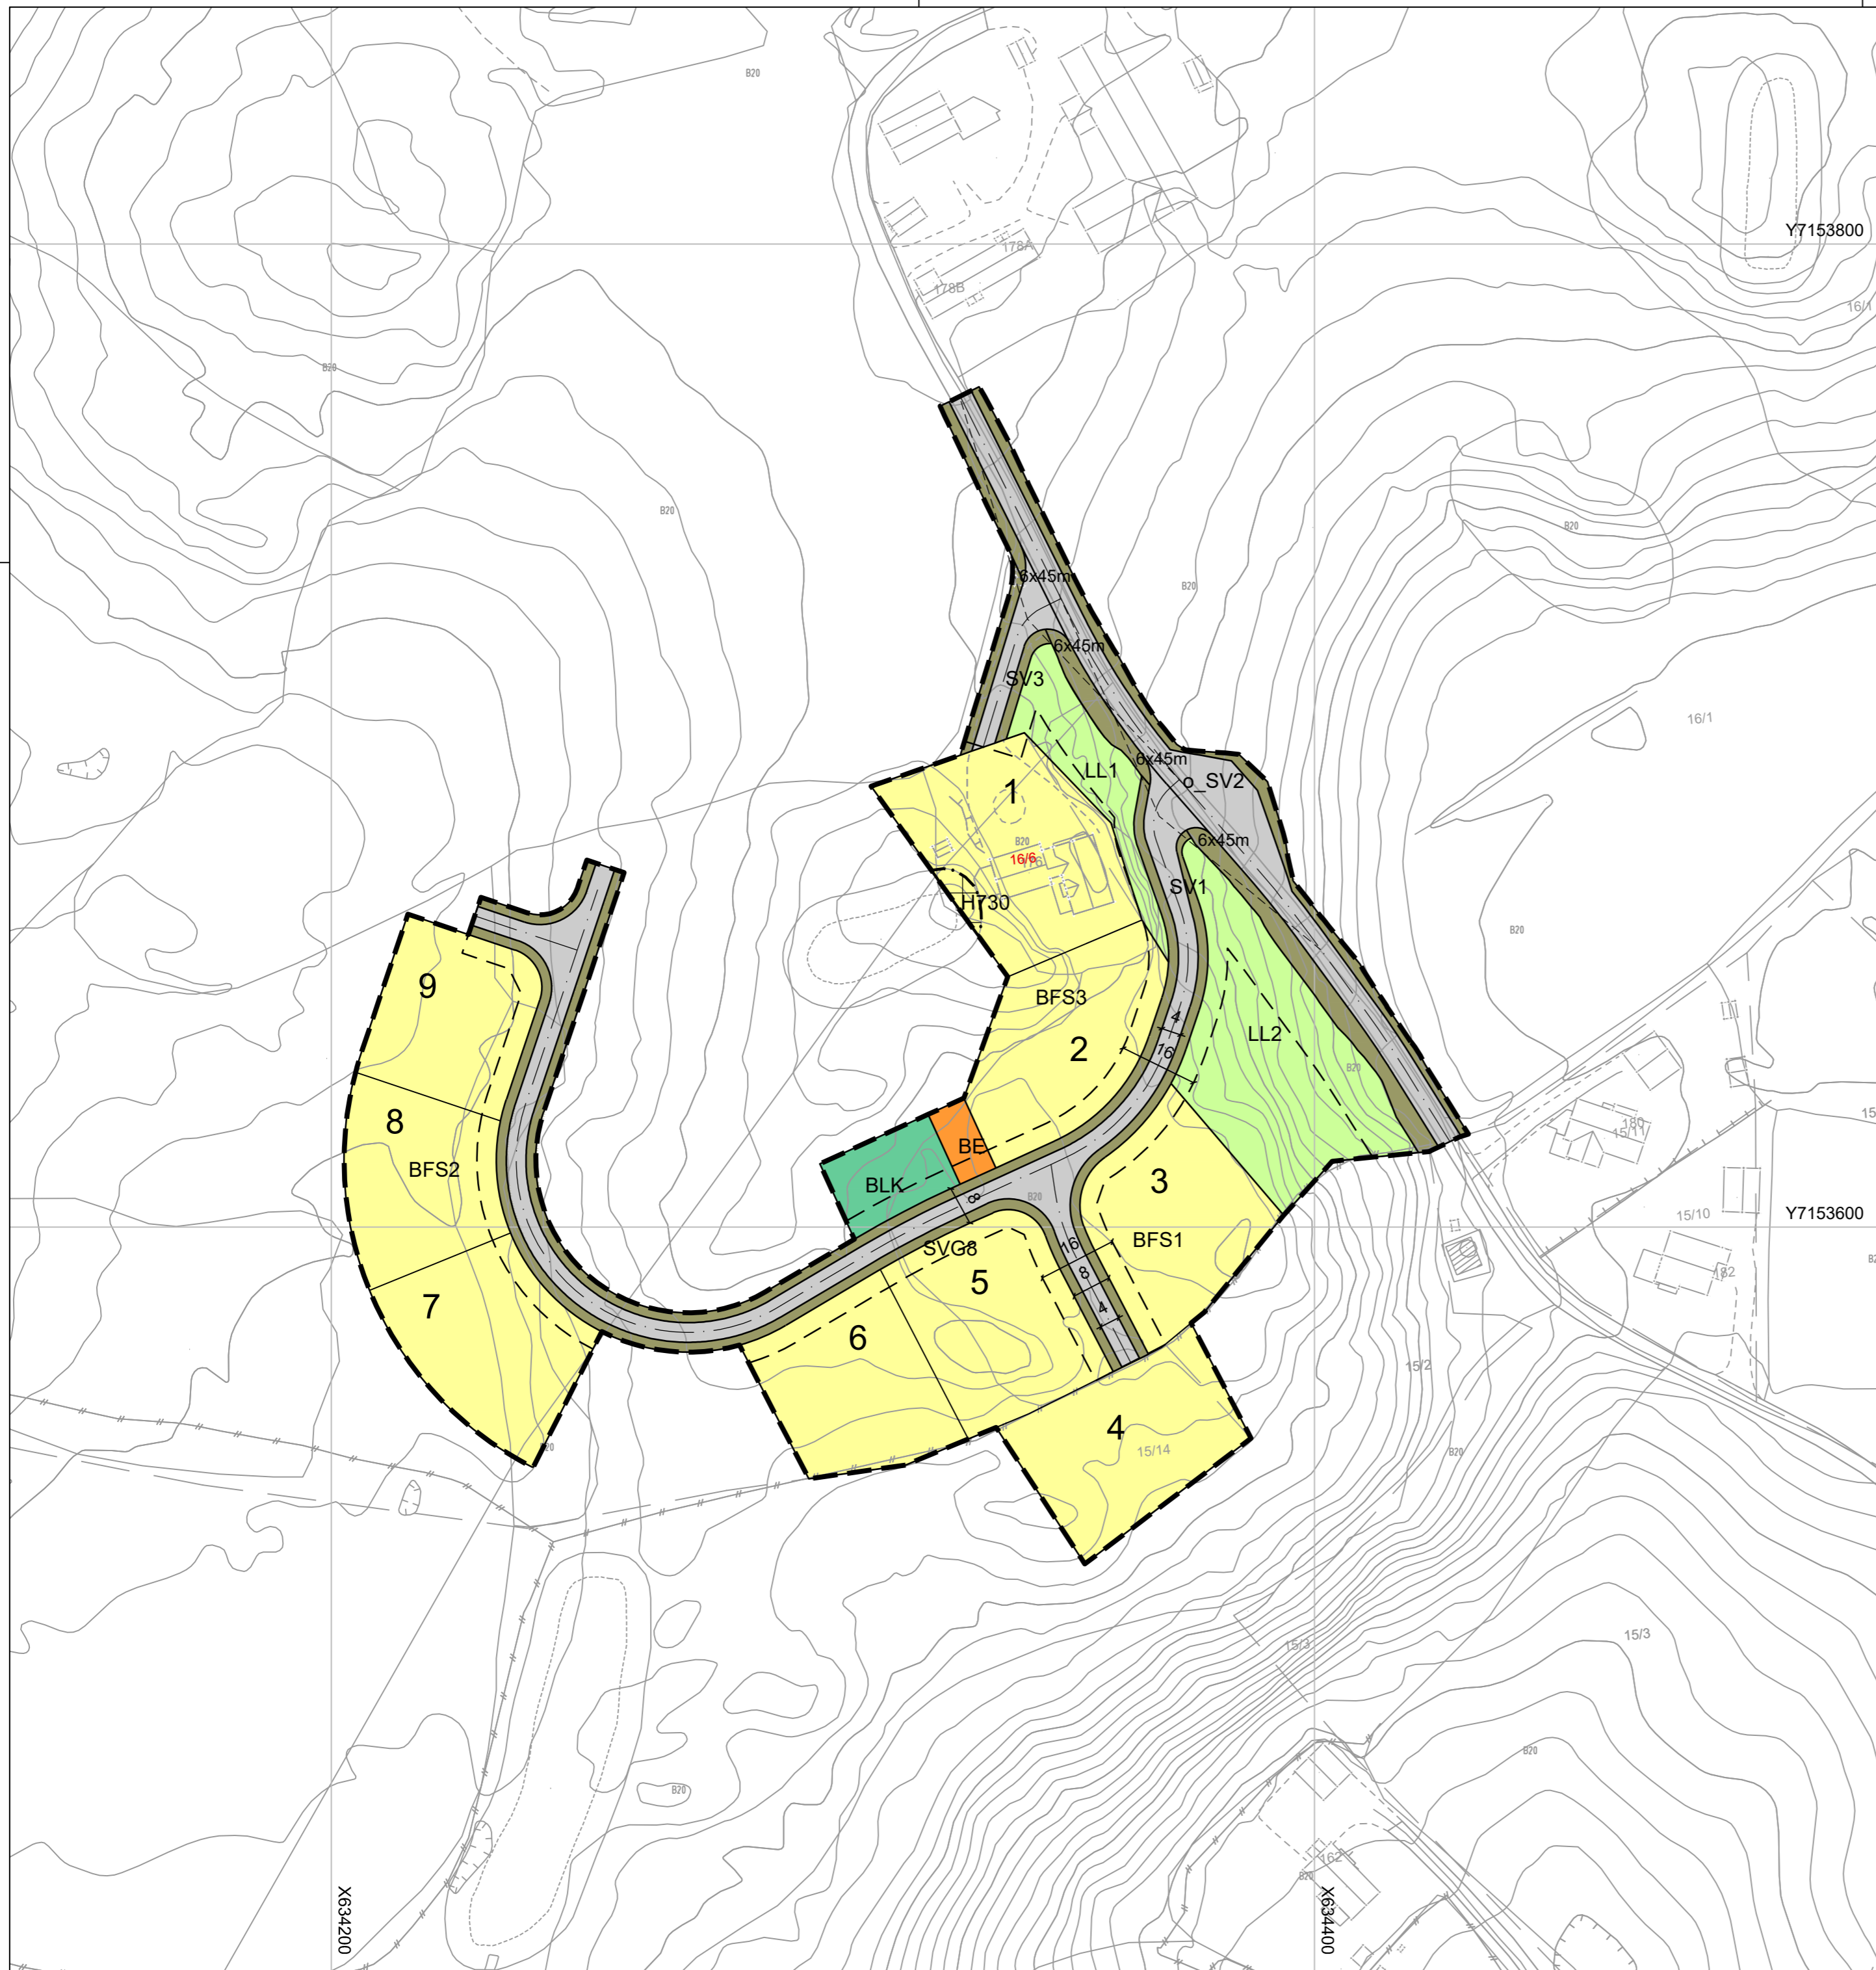 B20
178A
Y7153800
178B
16/1
B20
B20
B20
6x45m
B20
6x45m
SV3
16/1
6x45m
LL1
o_SV2
1
B20
6x45m
16/6
SV1
H730
B20
9
BFS3
4
LL2
2
16
B20
8
180
15/11
BE
BFS2
3
BLK
8
B20
15/10
Y7153600
16
BFS1
SVG8
8
182
5
7
4
6
15/2
4
15/14
B20
B20
15/3
15/3
B20
B20
162
B20
X634200
X634400